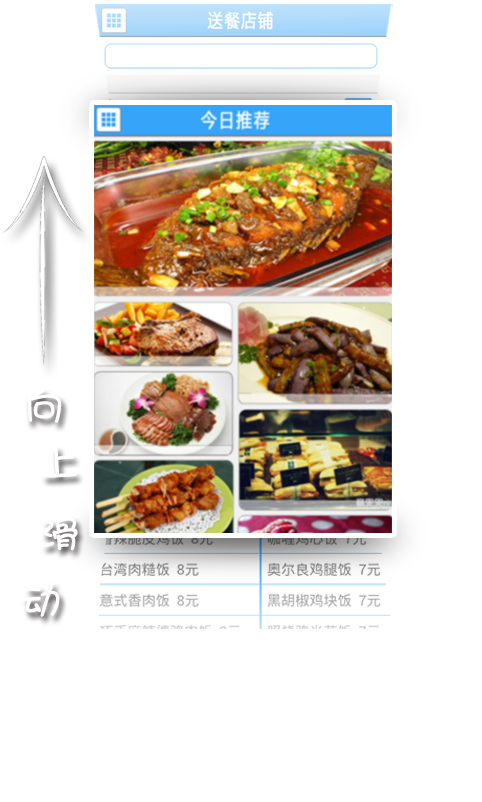 送餐店铺
今日推荐
向
上
滑
动
台湾肉糙饭 8元
奥尔良鸡腿饭 7元
意式香肉饭 8元
黑胡椒鸡块饭 7元